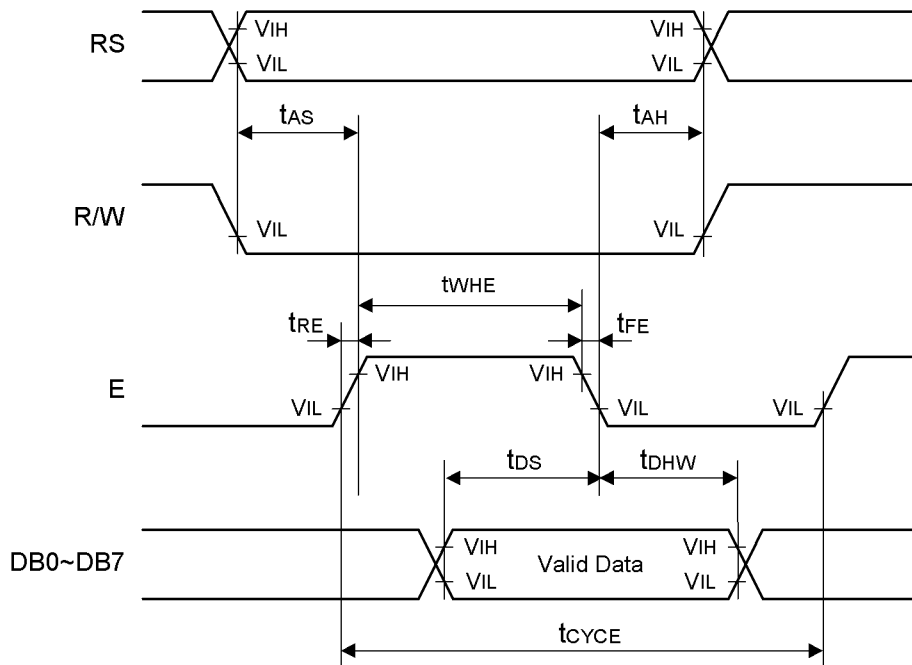 RS
VIH
VIH
VIL
VIL
tAS
tAH
R/W
VIL
VIL
tWHE
tRE
tFE
E
VIH
VIH
VIL
VIL
VIL
tDS
tDHW
DB0~DB7
VIH
Valid Data
VIH
VIL
VIL
tCYCE